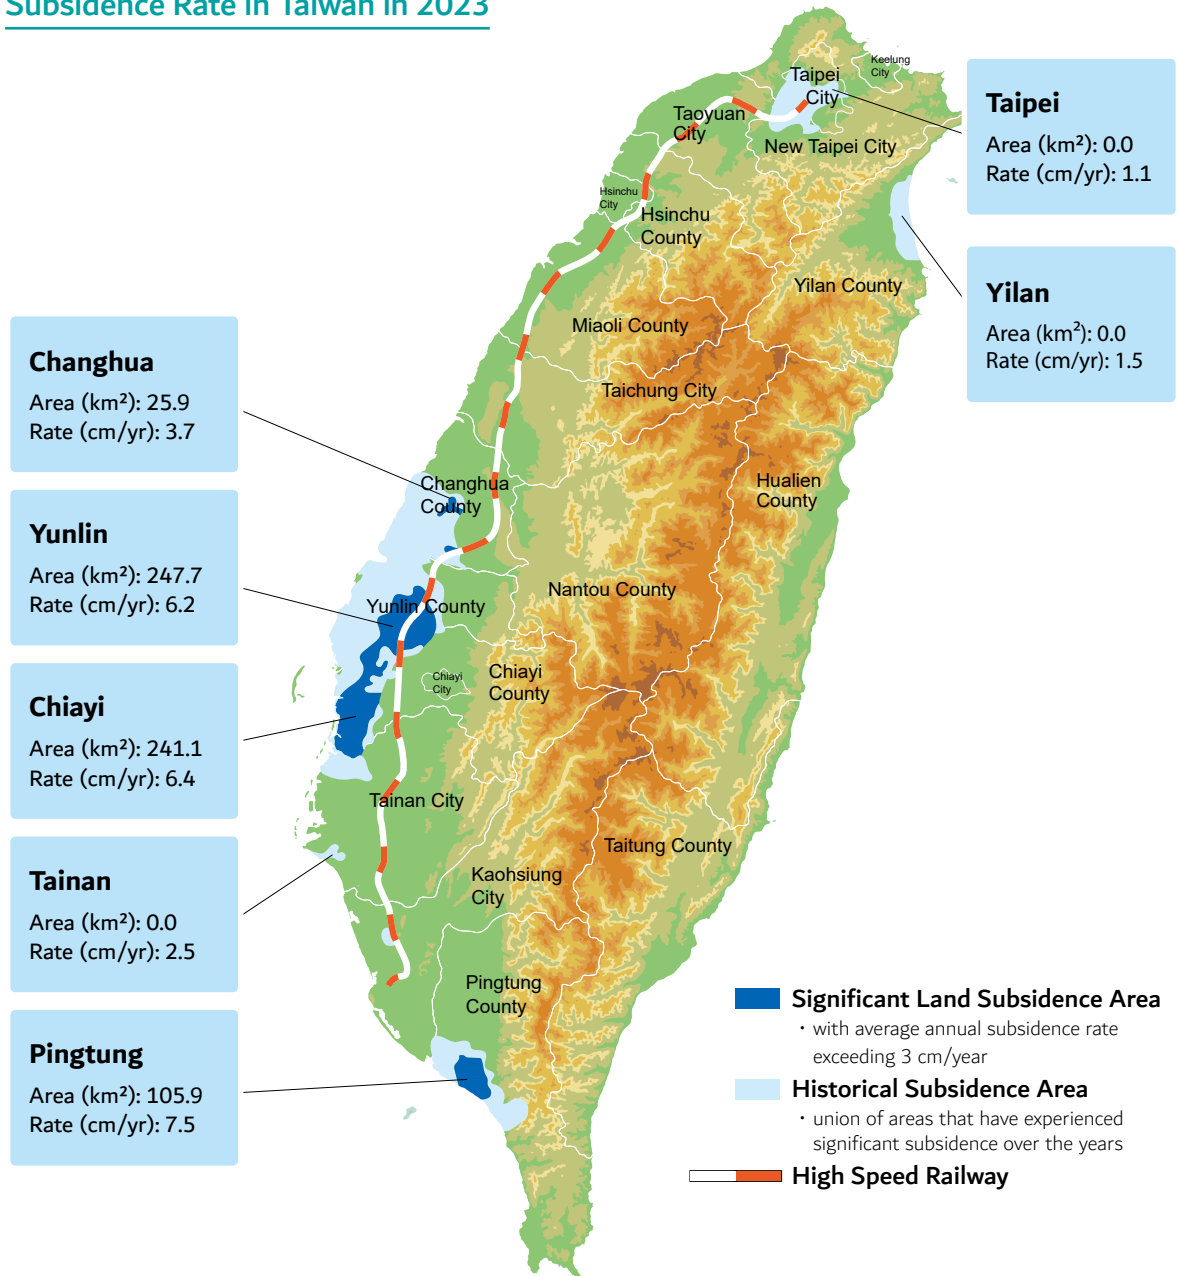 Subsidence Rate in Taiwan in 2023
Taipei
Area (km²): 0.0
Rate (cm/yr): 1.1
Yilan
Area (km²): 0.0
Rate (cm/yr): 1.5
Changhua
Area (km²): 25.9
Rate (cm/yr): 3.7
Yunlin
Area (km²): 247.7
Rate (cm/yr): 6.2
Chiayi
Area (km²): 241.1
Rate (cm/yr): 6.4
Tainan
Area (km²): 0.0
Rate (cm/yr): 2.5
Pingtung
Area (km²): 105.9
Rate (cm/yr): 7.5
Keelung
City
Taipei
City
Taoyuan
City
New Taipei City
Hsinchu
City
Hsinchu
County
Yilan County
Miaoli County
Taichung City
Changhua
County
Hualien
County
Nantou County
Yunlin County
Chiayi
City
Chiayi
County
Tainan City
Taitung County
Kaohsiung
City
Pingtung
County
Significant Land Subsidence Area
· with average annual subsidence rate
exceeding 3 cm/year
Historical Subsidence Area
· union of areas that have experienced
significant subsidence over the years
High Speed Railway